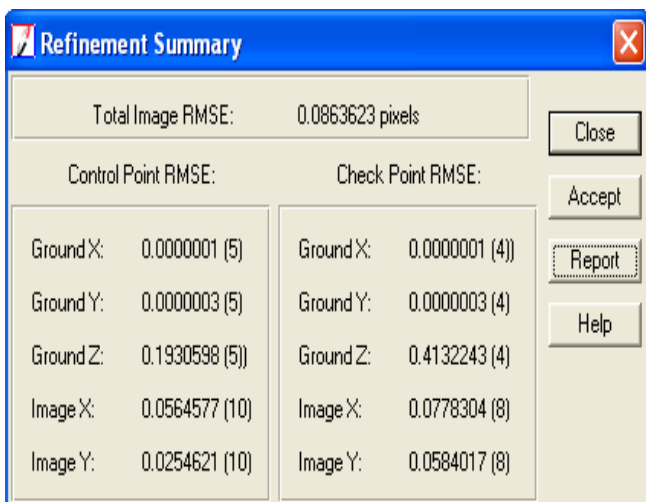 Refinement Summary
Total Image RMSE: 0.0863623 pixels
Close
Control Point RMSE: Check Point RMSE:
Accept
Ground X: 0.0000001 (5) Ground X: 0.0000001 (4))
Report
Ground Y: 0.0000003 (5) Ground Y: 0.0000003 (4)
Help
Ground Z: 0.1930598 (5)) Ground Z: 0.4132243 (4)
Image X: 0.0564577 (10) Image X: 0.0778304 (8)
Image Y: 0.0254621 (10) Image Y: 0.0584017 (8)